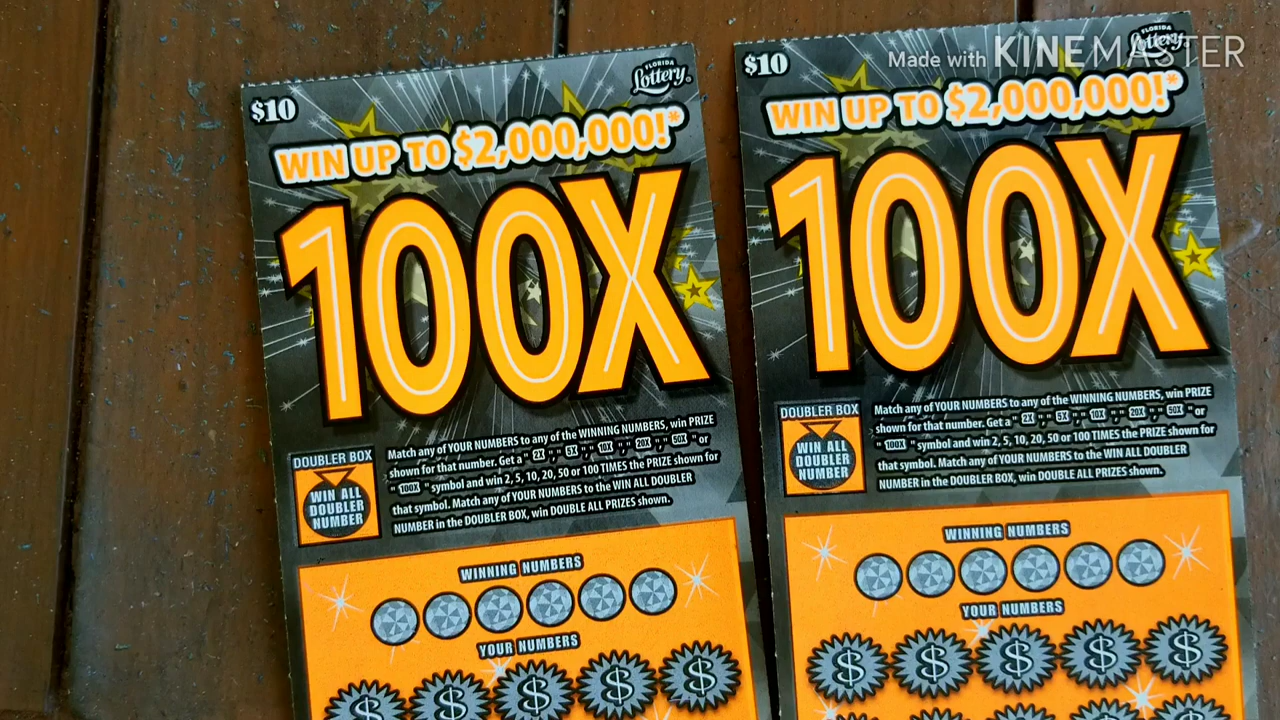 Made with KINEMASTER
$10
FLORIDA
Lottery®
WIN UP TO $2,000,000!*
100X
DOUBLER BOX
WIN ALL
DOUBLER
NUMBER
Match any of YOUR NUMBERS to any of the WINNING NUMBERS, win PRIZE
shown for that number. Get a "2X", "5X", "10X", "20X", "50X" or
"100X" symbol and win 2, 5, 10, 20, 50 or 100 TIMES the PRIZE shown for
that symbol. Match any of YOUR NUMBERS to the WIN ALL DOUBLER
NUMBER in the DOUBLER BOX, win DOUBLE ALL PRIZES shown.
WINNING NUMBERS
YOUR NUMBERS
$ $ $ $ $
$10
FLORIDA
Lottery
WIN UP TO $2,000,000!*
100X
DOUBLER BOX
WIN ALL
DOUBLER
NUMBER
Match any of YOUR NUMBERS to any of the WINNING NUMBERS, win PRIZE
shown for that number. Get a "2X", "5X", "10X", "20X", "50X" or
"100X" symbol and win 2, 5, 10, 20, 50 or 100 TIMES the PRIZE shown for
that symbol. Match any of YOUR NUMBERS to the WIN ALL DOUBLER
NUMBER in the DOUBLER BOX, win DOUBLE ALL PRIZES shown.
WINNING NUMBERS
YOUR NUMBERS
$ $ $ $ $